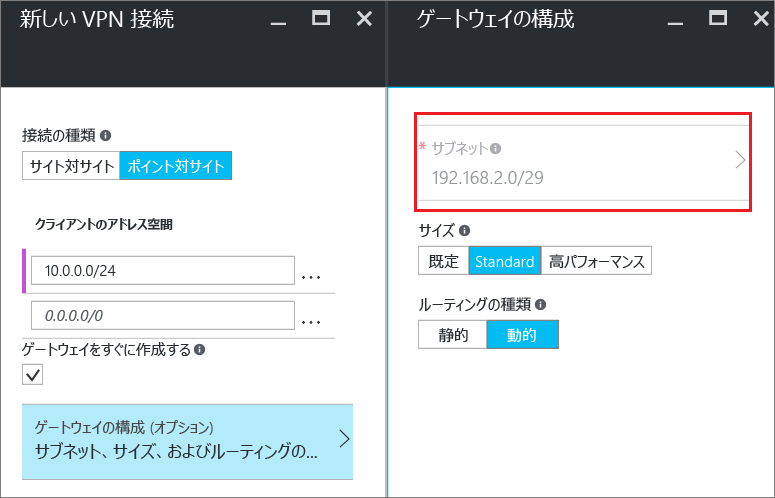 新しい VPN 接続
接続の種類
サイト対サイト ポイント対サイト
クライアントのアドレス空間
10.0.0.0/24 ...
0.0.0.0/0 ...
ゲートウェイをすぐに作成する
ゲートウェイの構成 (オプション)
サブネット、サイズ、およびルーティングの...
ゲートウェイの構成
* サブネット
192.168.2.0/29
サイズ
既定 Standard 高パフォーマンス
ルーティングの種類
静的 動的